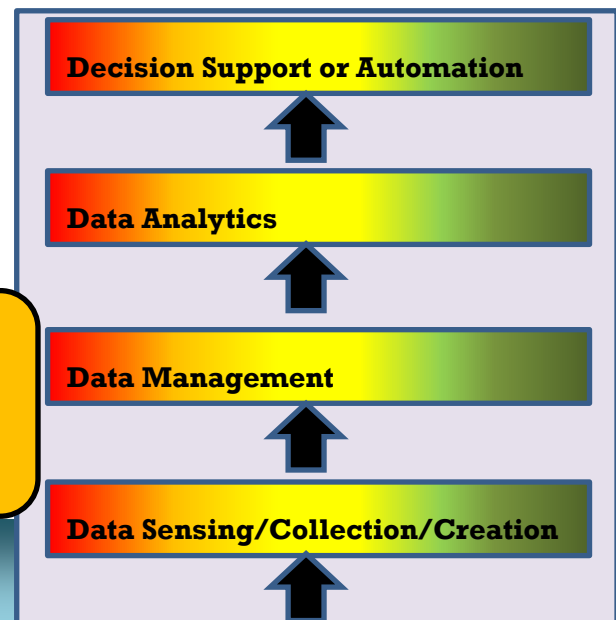 Decision Support or Automation
Data Analytics
Data Management
Data Sensing/Collection/Creation